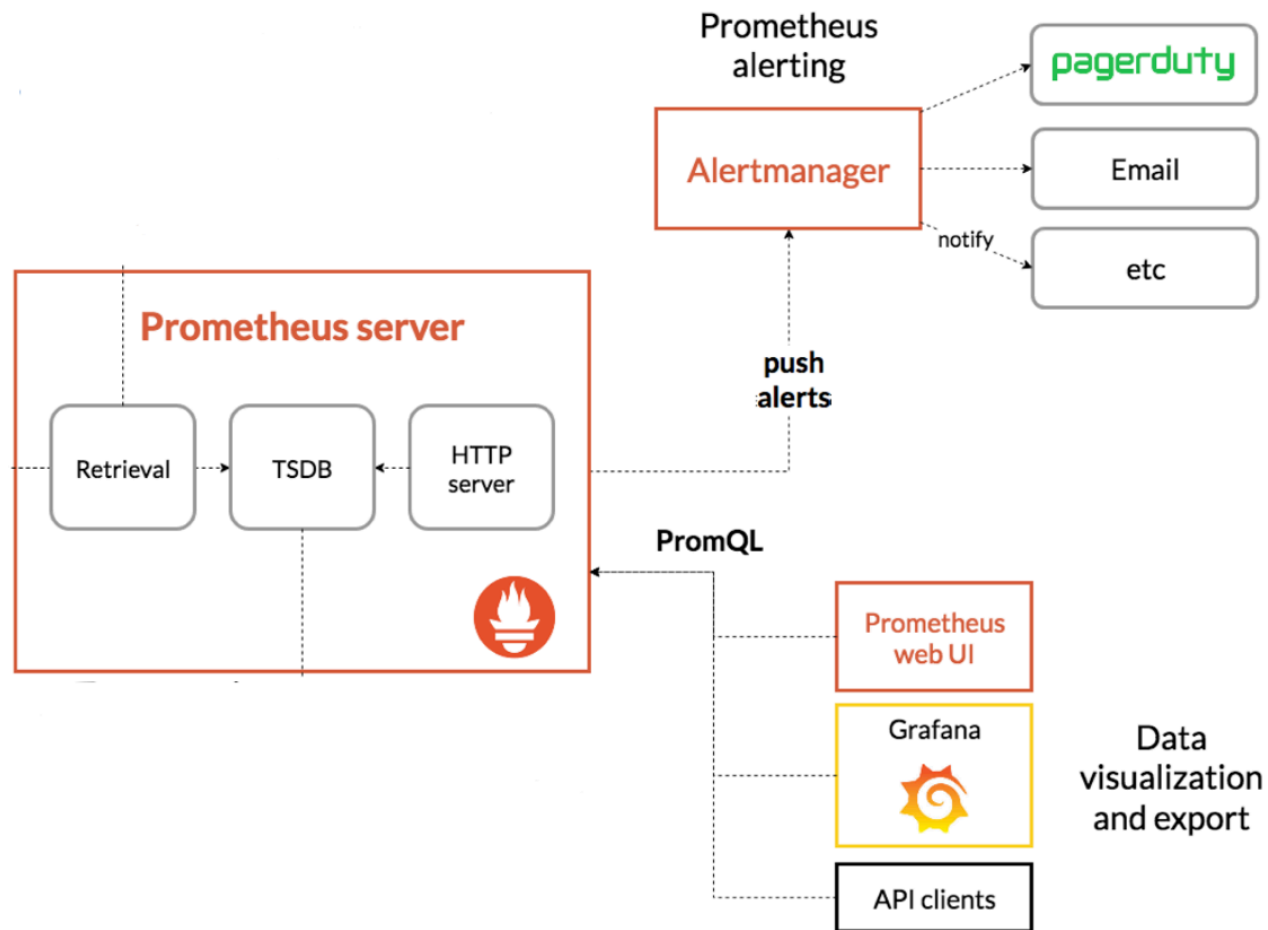 Prometheus
alerting
pagerduty
Alertmanager
Email
notify
etc
Prometheus server
push
alerts
Retrieval
TSDB
HTTP
server
PromQL
Prometheus
web UI
Grafana
Data
visualization
and export
API clients